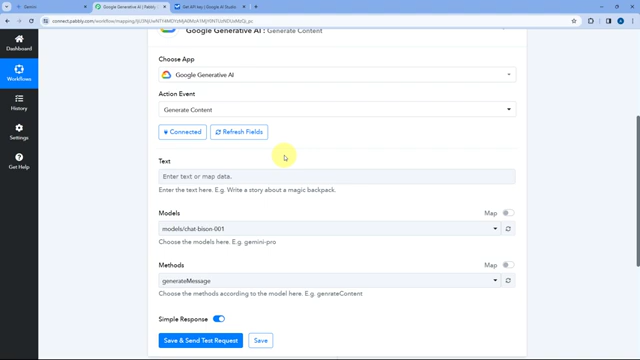 Gemini
Google Generative AI | Pabbly
Get API key | Google AI Studio
Google Generative AI : Generate Content
Dashboard
Workflows
History
Settings
Get Help
Choose App
Google Generative AI
Action Event
Generate Content
Connected
Refresh Fields
Text
Enter text or map data.
Enter the text here. E.g. Write a story about a magic backpack.
Models
Map
models/chat-bison-001
Choose the models here. E.g. gemini-pro
Methods
Map
generateMessage
Choose the methods according to the model here. E.g. genrateContent
Simple Response
Save & Send Test Request
Save